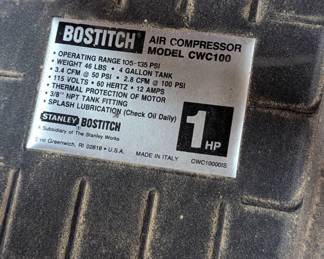 BOSTITCH® AIR COMPRESSOR
MODEL CWC100
• OPERATING RANGE 105-135 PSI
• WEIGHT 46 LBS • 4 GALLON TANK
• 3.4 CFM @ 50 PSI • 2.8 CFM @ 100 PSI
• 115 VOLTS • 60 HERTZ • 12 AMPS
• THERMAL PROTECTION OF MOTOR
• 3/8" NPT TANK FITTING
• SPLASH LUBRICATION (Check Oil Daily)
STANLEY BOSTITCH
1 HP
• Subsidiary of The Stanley Works
Greenwich, RI 02818 • U.S.A.
MADE IN ITALY